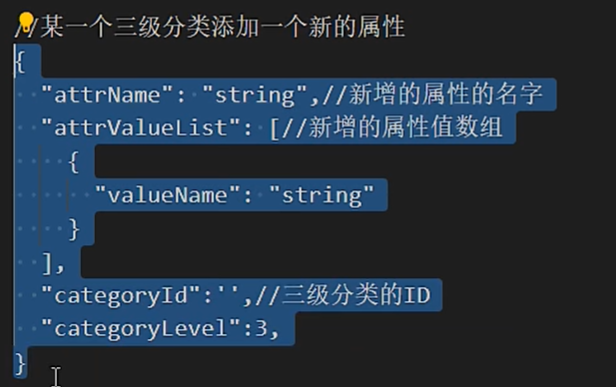 //某一个三级分类添加一个新的属性
{
"attrName": "string",//新增的属性的名字
"attrValueList": [//新增的属性值数组
{
"valueName": "string"
}
],
"categoryId":'',//三级分类的ID
"categoryLevel":3,
}